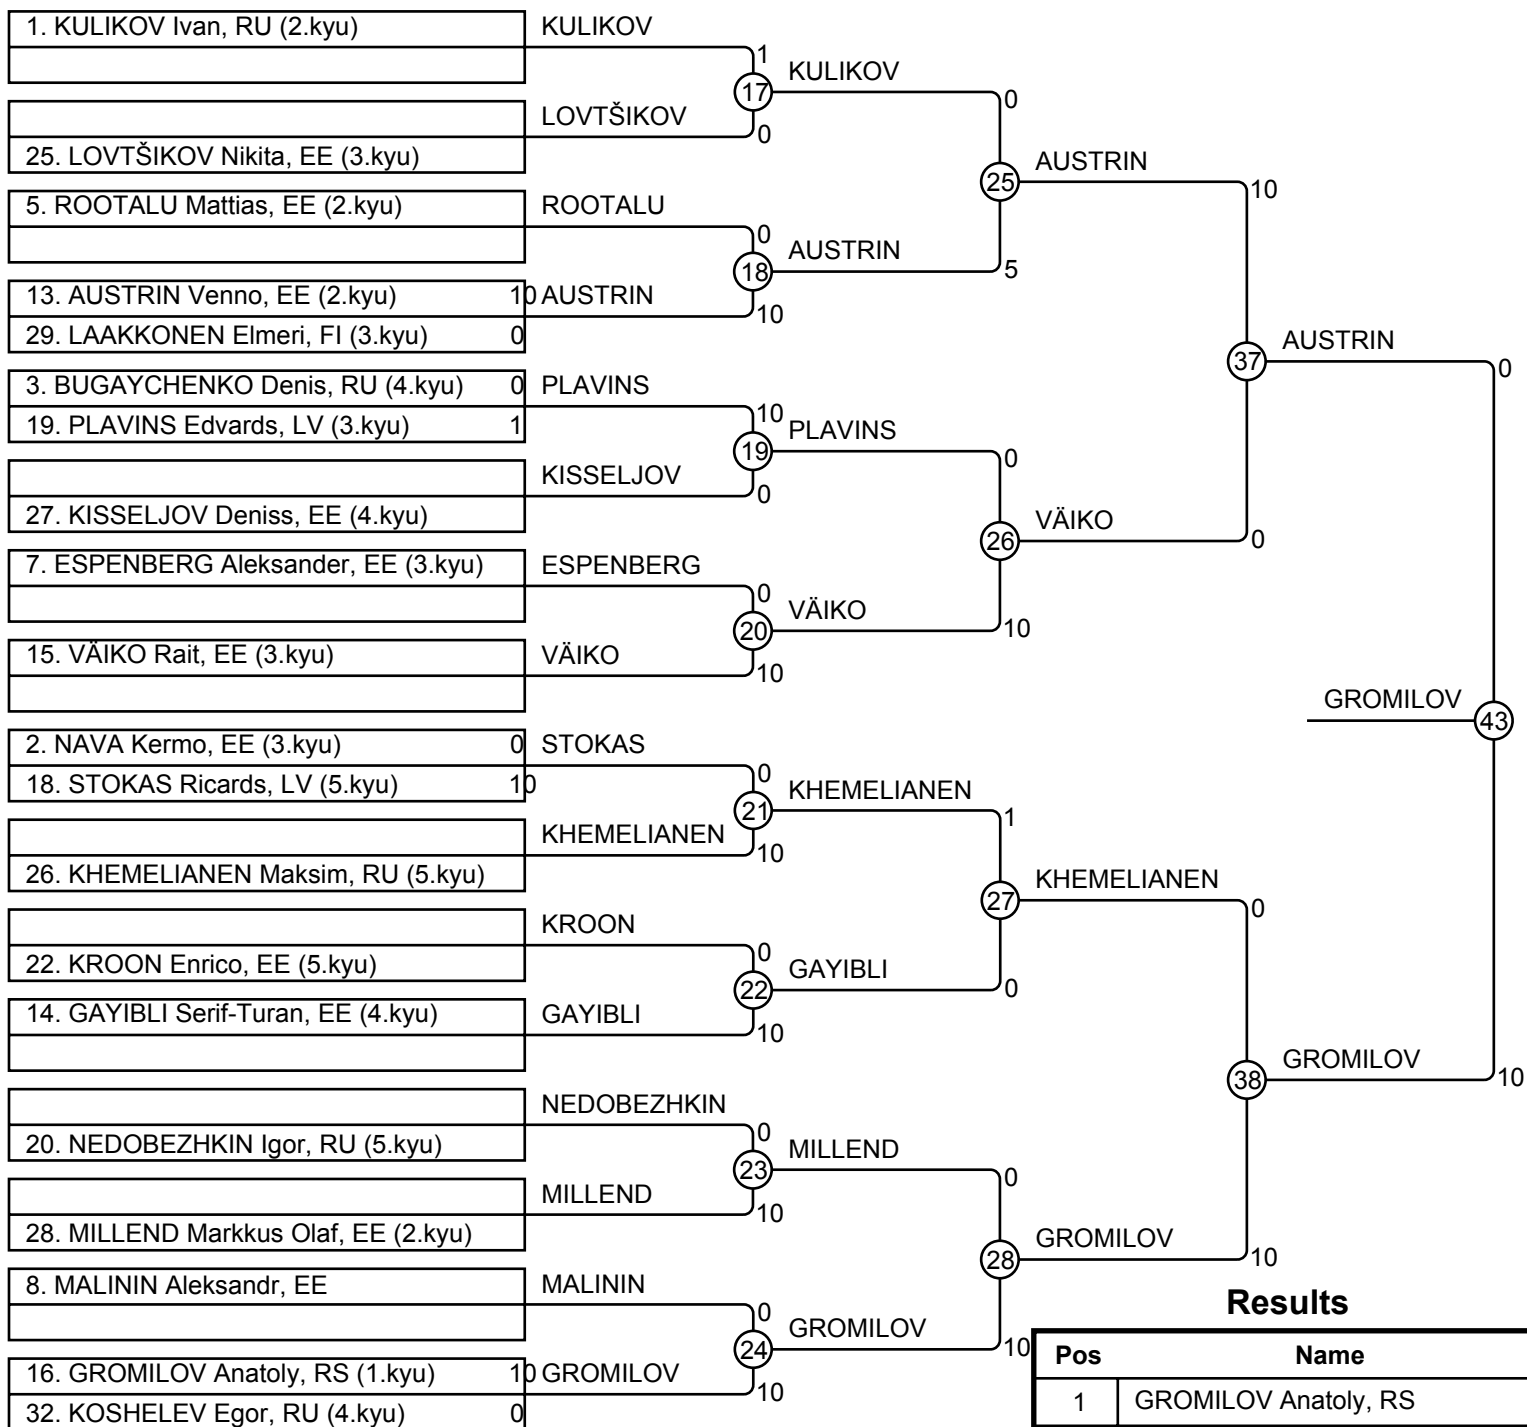 1. KULIKOV Ivan, RU (2.kyu)
KULIKOV
1
17
KULIKOV
0
LOVTŠIKOV
0
25. LOVTŠIKOV Nikita, EE (3.kyu)
25
AUSTRIN
10
5. ROOTALU Mattias, EE (2.kyu)
ROOTALU
0
18
AUSTRIN
5
13. AUSTRIN Venno, EE (2.kyu) 10
AUSTRIN
10
29. LAAKKONEN Elmeri, FI (3.kyu) 0
37
AUSTRIN
0
3. BUGAYCHENKO Denis, RU (4.kyu) 0
PLAVINS
10
19. PLAVINS Edvards, LV (3.kyu) 1
19
PLAVINS
0
KISSELJOV
0
27. KISSELJOV Deniss, EE (4.kyu)
26
VÄIKO
0
7. ESPENBERG Aleksander, EE (3.kyu)
ESPENBERG
0
20
VÄIKO
10
15. VÄIKO Rait, EE (3.kyu)
VÄIKO
10
GROMILOV
43
2. NAVA Kermo, EE (3.kyu) 0
STOKAS
0
18. STOKAS Ricards, LV (5.kyu) 10
21
KHEMELIANEN
1
KHEMELIANEN
10
26. KHEMELIANEN Maksim, RU (5.kyu)
27
KHEMELIANEN
0
KROON
0
22. KROON Enrico, EE (5.kyu)
22
GAYIBLI
0
14. GAYIBLI Serif-Turan, EE (4.kyu)
GAYIBLI
10
38
GROMILOV
10
NEDOBEZHKIN
0
20. NEDOBEZHKIN Igor, RU (5.kyu)
23
MILLEND
0
MILLEND
10
28. MILLEND Markkus Olaf, EE (2.kyu)
28
GROMILOV
10
8. MALININ Aleksandr, EE
MALININ
0
24
GROMILOV
10
16. GROMILOV Anatoly, RS (1.kyu) 10
GROMILOV
10
32. KOSHELEV Egor, RU (4.kyu) 0
Results
Pos Name
1 GROMILOV Anatoly, RS